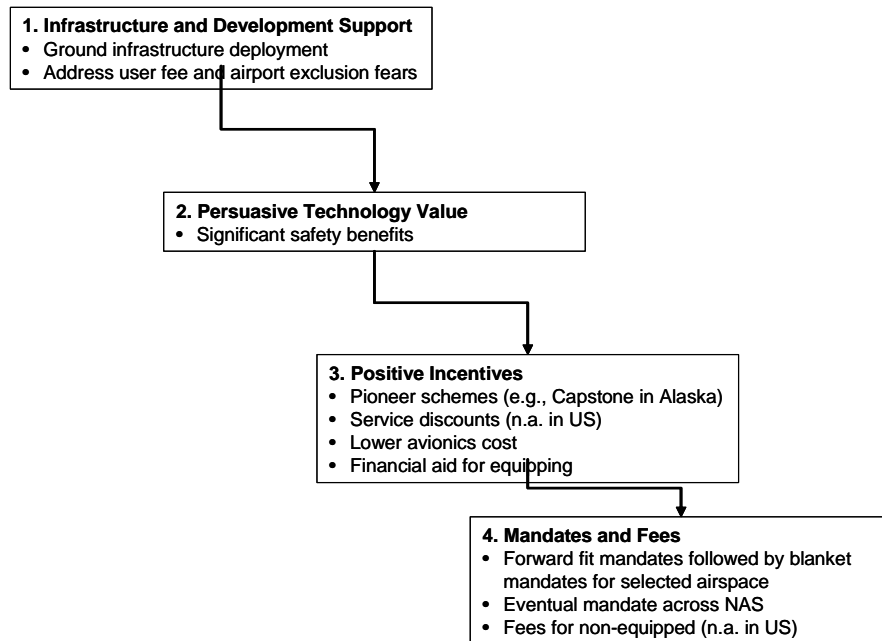 1. Infrastructure and Development Support
• Ground infrastructure deployment
• Address user fee and airport exclusion fears
2. Persuasive Technology Value
• Significant safety benefits
3. Positive Incentives
• Pioneer schemes (e.g., Capstone in Alaska)
• Service discounts (n.a. in US)
• Lower avionics cost
• Financial aid for equipping
4. Mandates and Fees
• Forward fit mandates followed by blanket
mandates for selected airspace
• Eventual mandate across NAS
• Fees for non-equipped (n.a. in US)